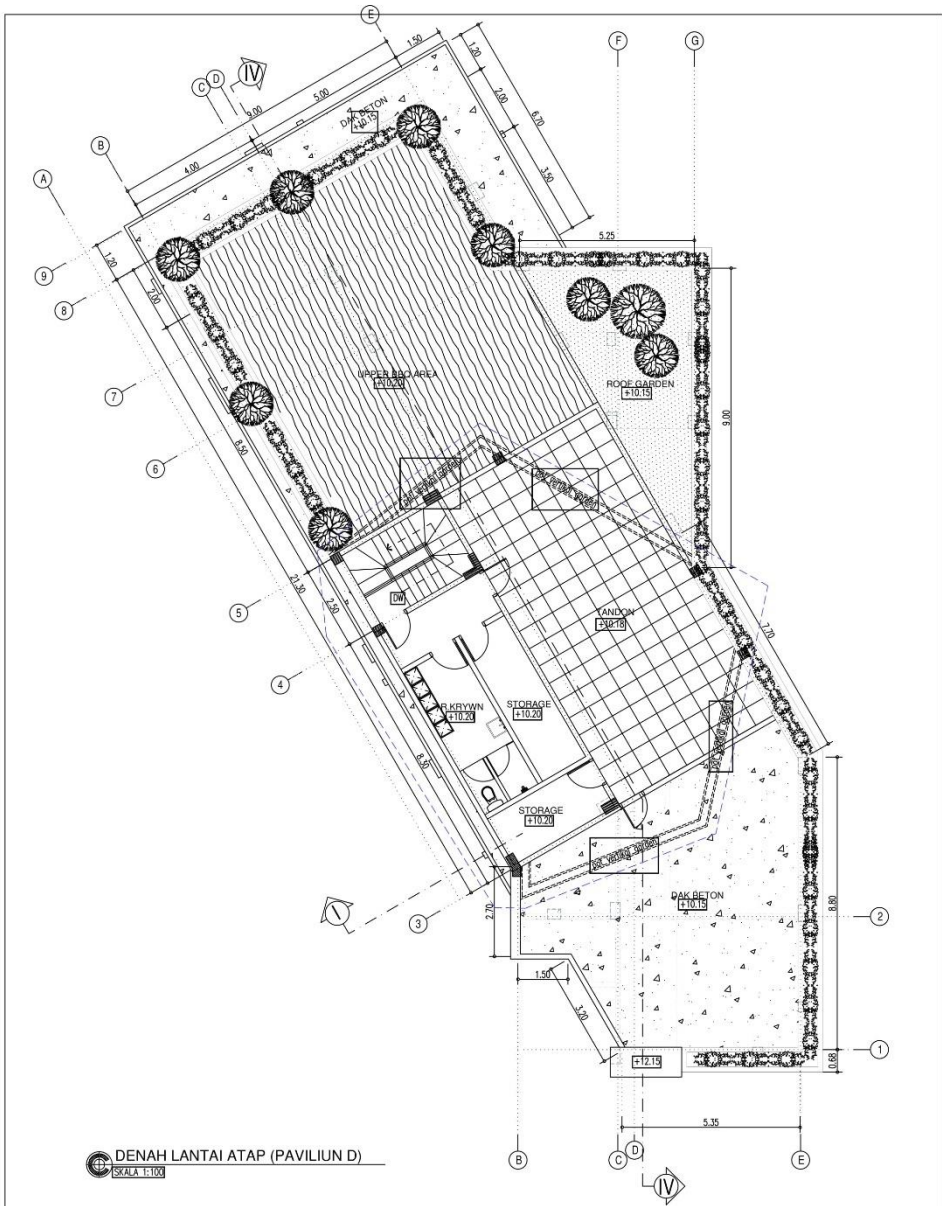 E
F
G
C
D
IV
B
A
9
8
7
6
5
4
3
1.50
5.00
9.00
4.00
1.20
2.00
6.70
3.50
DAK BETON
+10.15
5.25
1.20
2.00
8.50
UPPER BED AREA
+10.20
ROOF GARDEN
+10.15
9.00
21.30
2.50
DW
TANDON
+10.18
7.70
R.KRYWN
+10.20
STORAGE
+10.20
8.30
STORAGE
+10.20
I
2.70
DAK BETON
+10.15
8.80
2
1.50
3.20
+12.15
1
0.68
5.35
B
C
D
E
IV
DENAH LANTAI ATAP (PAVILIUN D)
SKALA 1:100